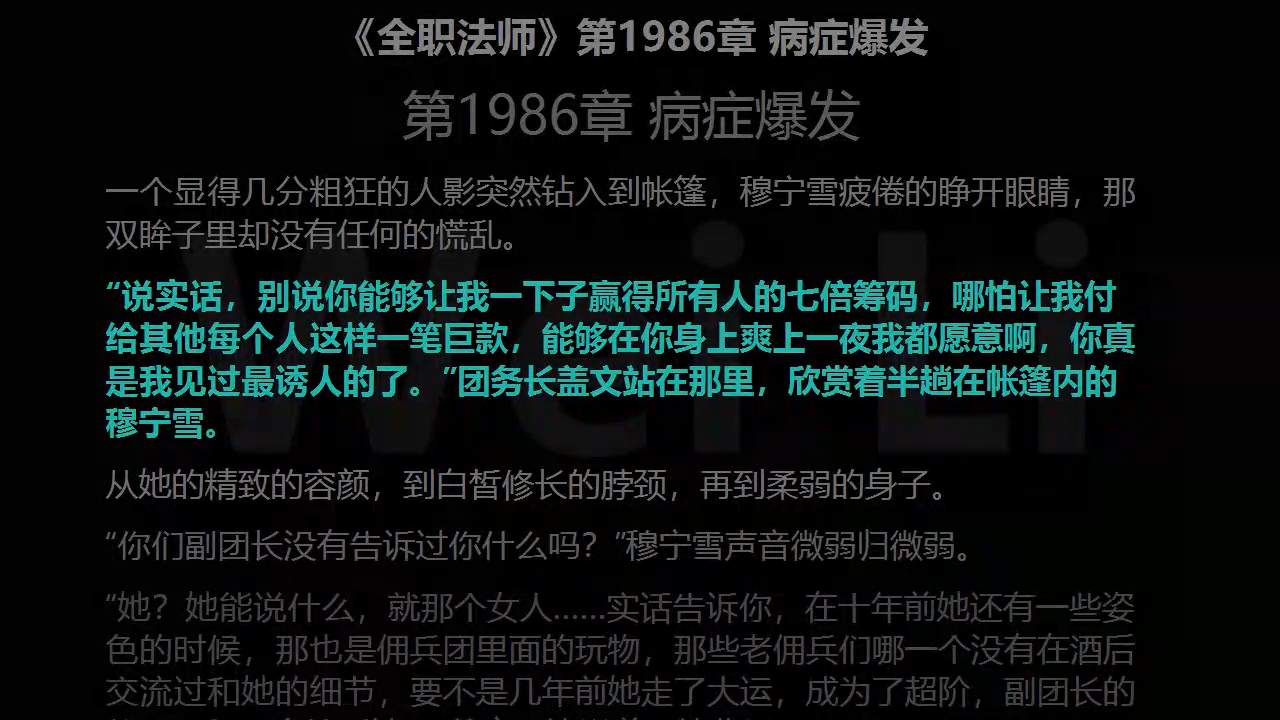 《全职法师》第1986章 病症爆发
第1986章 病症爆发
一个显得几分粗狂的人影突然钻入到帐篷，穆宁雪疲倦的睁开眼睛，那
双眸子里却没有任何的慌乱。
“说实话，别说你能够让我一下子赢得所有人的七倍筹码，哪怕让我付
给其他每个人这样一笔巨款，能够在你身上爽上一夜我都愿意啊，你真
是我见过最诱人的了。”团务长盖文站在那里，欣赏着半趟在帐篷内的
穆宁雪。
从她的精致的容颜，到白皙修长的脖颈，再到柔弱的身子。
“你们副团长没有告诉过你什么吗？”穆宁雪声音微弱归微弱。
“她？她能说什么，就那个女人……实话告诉你，在十年前她还有一些姿
色的时候，那也是佣兵团里面的玩物，那些老佣兵们哪一个没有在酒后
交流过和她的细节，要不是几年前她走了大运，成为了超阶，副团长的
Wei Li